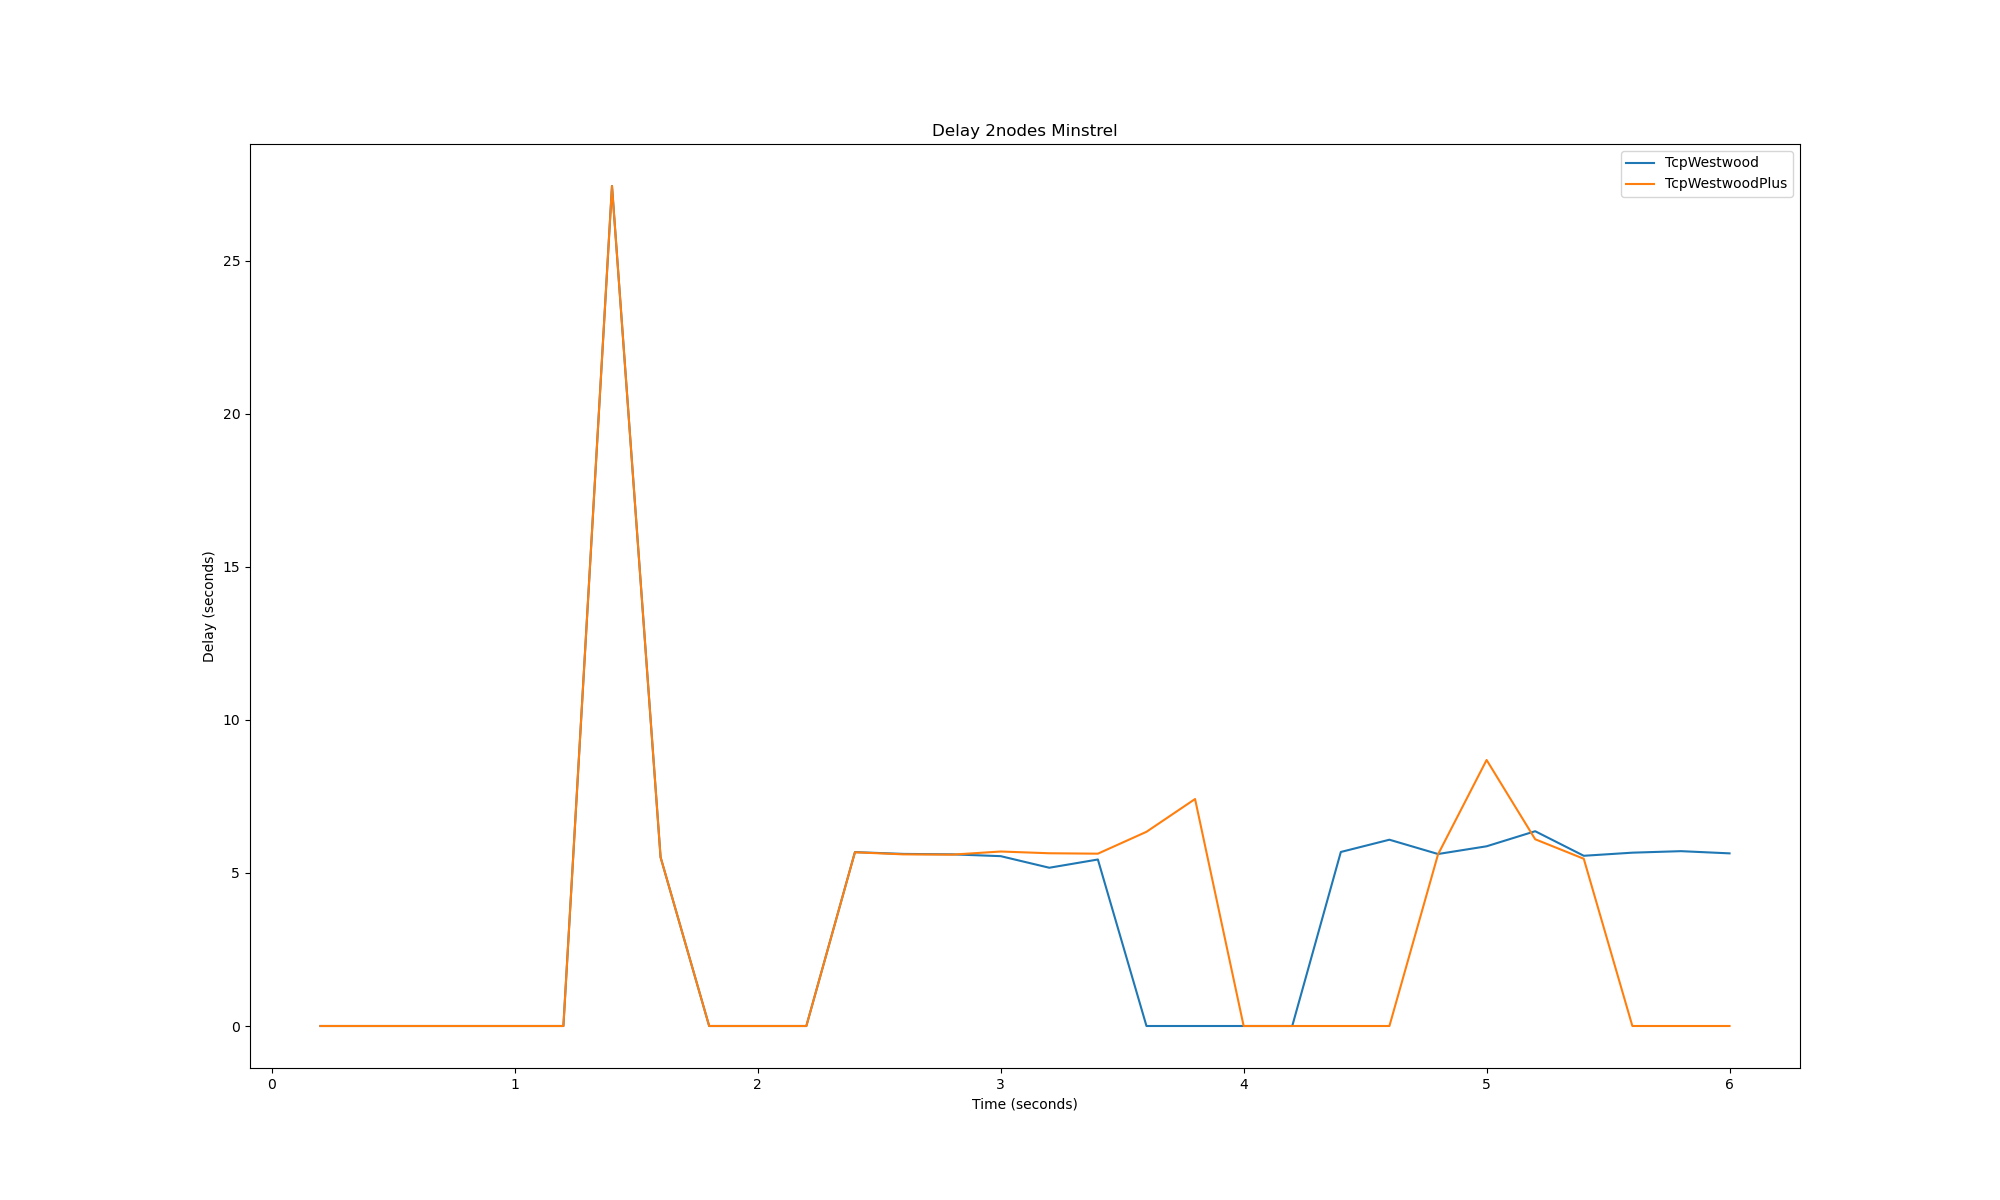 Delay 2nodes Minstrel
TcpWestwood
TcpWestwoodPlus
25
20
15
10
5
0
Delay (seconds)
0 1 2 3 4 5 6
Time (seconds)